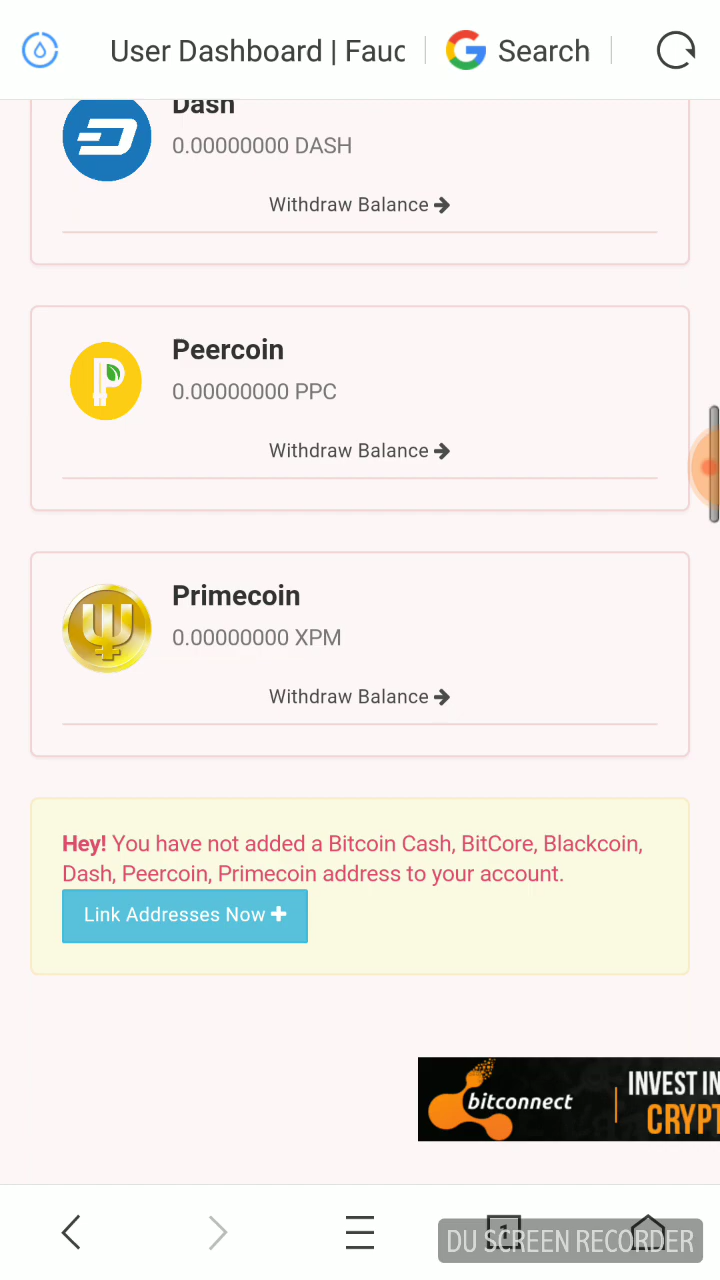 User Dashboard | Fauc
Search
Dash
0.00000000 DASH
Withdraw Balance
Peercoin
0.00000000 PPC
Withdraw Balance
Primecoin
0.00000000 XPM
Withdraw Balance
Hey! You have not added a Bitcoin Cash, BitCore, Blackcoin,
Dash, Peercoin, Primecoin address to your account.
Link Addresses Now
bitconnect
INVEST IN
CRYPT
1
DU SCREEN RECORDER